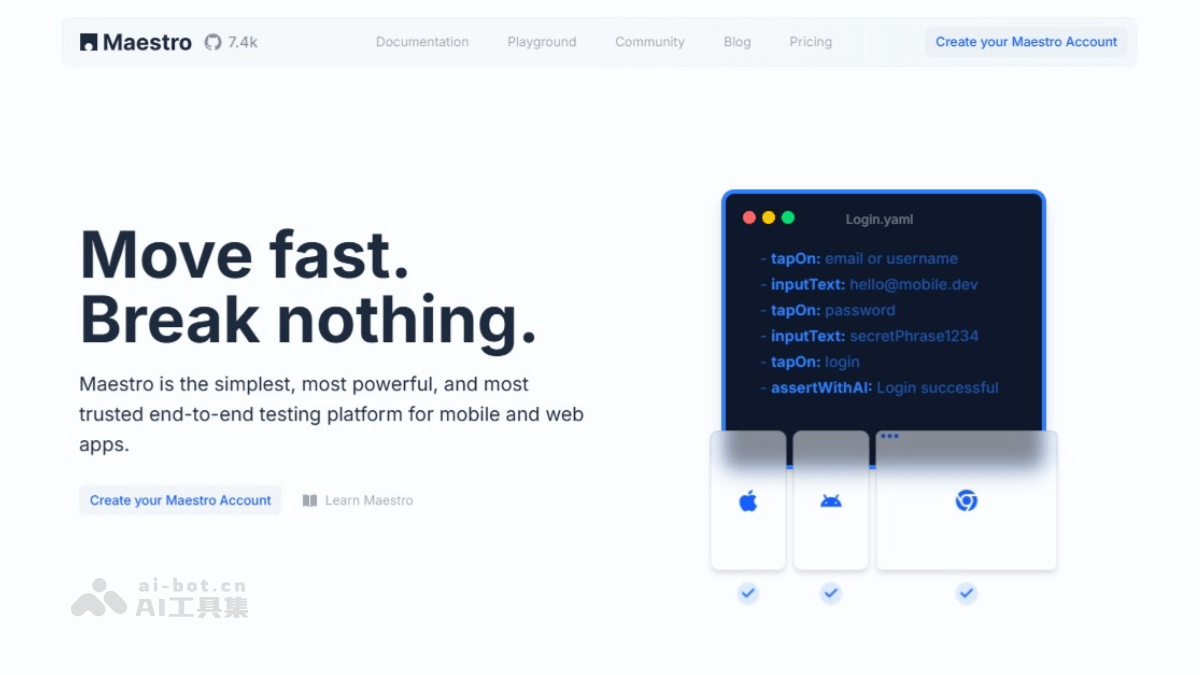 Maestro 7.4k Documentation Playground Community Blog Pricing Create your Maestro Account
Move fast.
Break nothing.
Maestro is the simplest, most powerful, and most
trusted end-to-end testing platform for mobile and web
apps.
Create your Maestro Account Learn Maestro
Login.yaml
- tapOn: email or username
- inputText: hello@mobile.dev
- tapOn: password
- inputText: secretPhrase1234
- tapOn: login
- assertWithAI: Login successful
ai-bot.cn
AI工具集